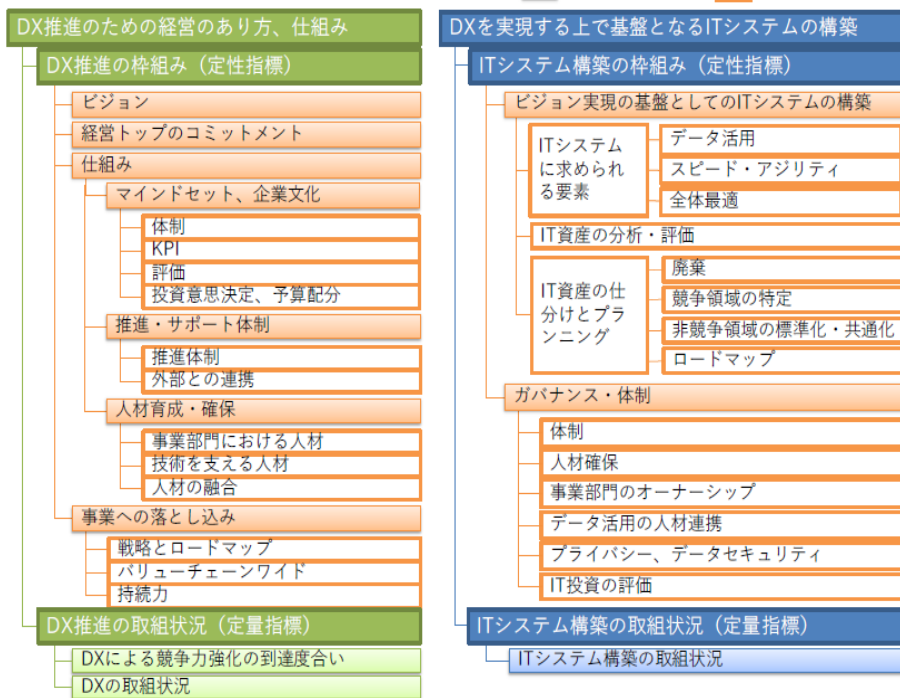 DX推進のための経営のあり方、仕組み
DX推進の枠組み（定性指標）
ビジョン
経営トップのコミットメント
仕組み
マインドセット、企業文化
体制
KPI
評価
投資意思決定、予算配分
推進・サポート体制
推進体制
外部との連携
人材育成・確保
事業部門における人材
技術を支える人材
人材の融合
事業への落とし込み
戦略とロードマップ
バリューチェーンワイド
持続力
DX推進の取組状況（定量指標）
DXによる競争力強化の到達度合い
DXの取組状況
DXを実現する上で基盤となるITシステムの構築
ITシステム構築の枠組み（定性指標）
ビジョン実現の基盤としてのITシステムの構築
ITシステム
に求められ
る要素
データ活用
スピード・アジリティ
全体最適
IT資産の分析・評価
IT資産の仕
分けとプラ
ンニング
廃棄
競争領域の特定
非競争領域の標準化・共通化
ロードマップ
ガバナンス・体制
体制
人材確保
事業部門のオーナーシップ
データ活用の人材連携
プライバシー、データセキュリティ
IT投資の評価
ITシステム構築の取組状況（定量指標）
ITシステム構築の取組状況